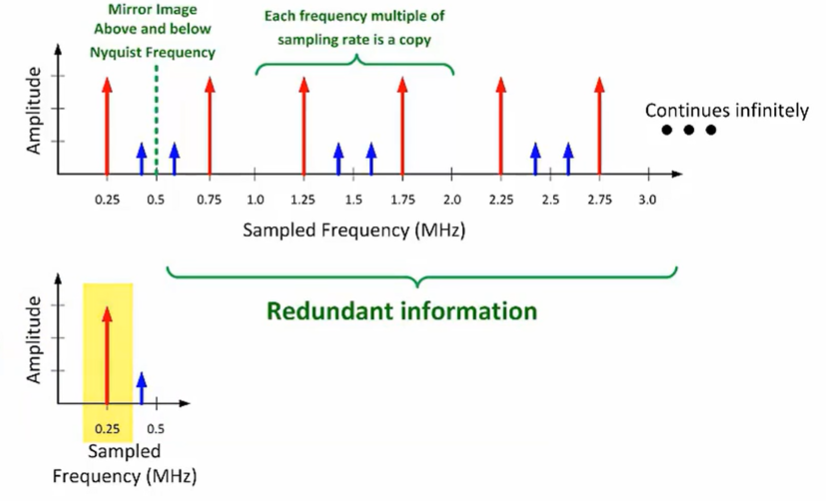 Mirror Image
Above and below
Nyquist Frequency
Each frequency multiple of
sampling rate is a copy
Amplitude
Continues infinitely
0.25 0.5 0.75 1.0 1.25 1.5 1.75 2.0 2.25 2.5 2.75 3.0
Sampled Frequency (MHz)
Redundant information
Amplitude
0.25 0.5
Sampled
Frequency (MHz)